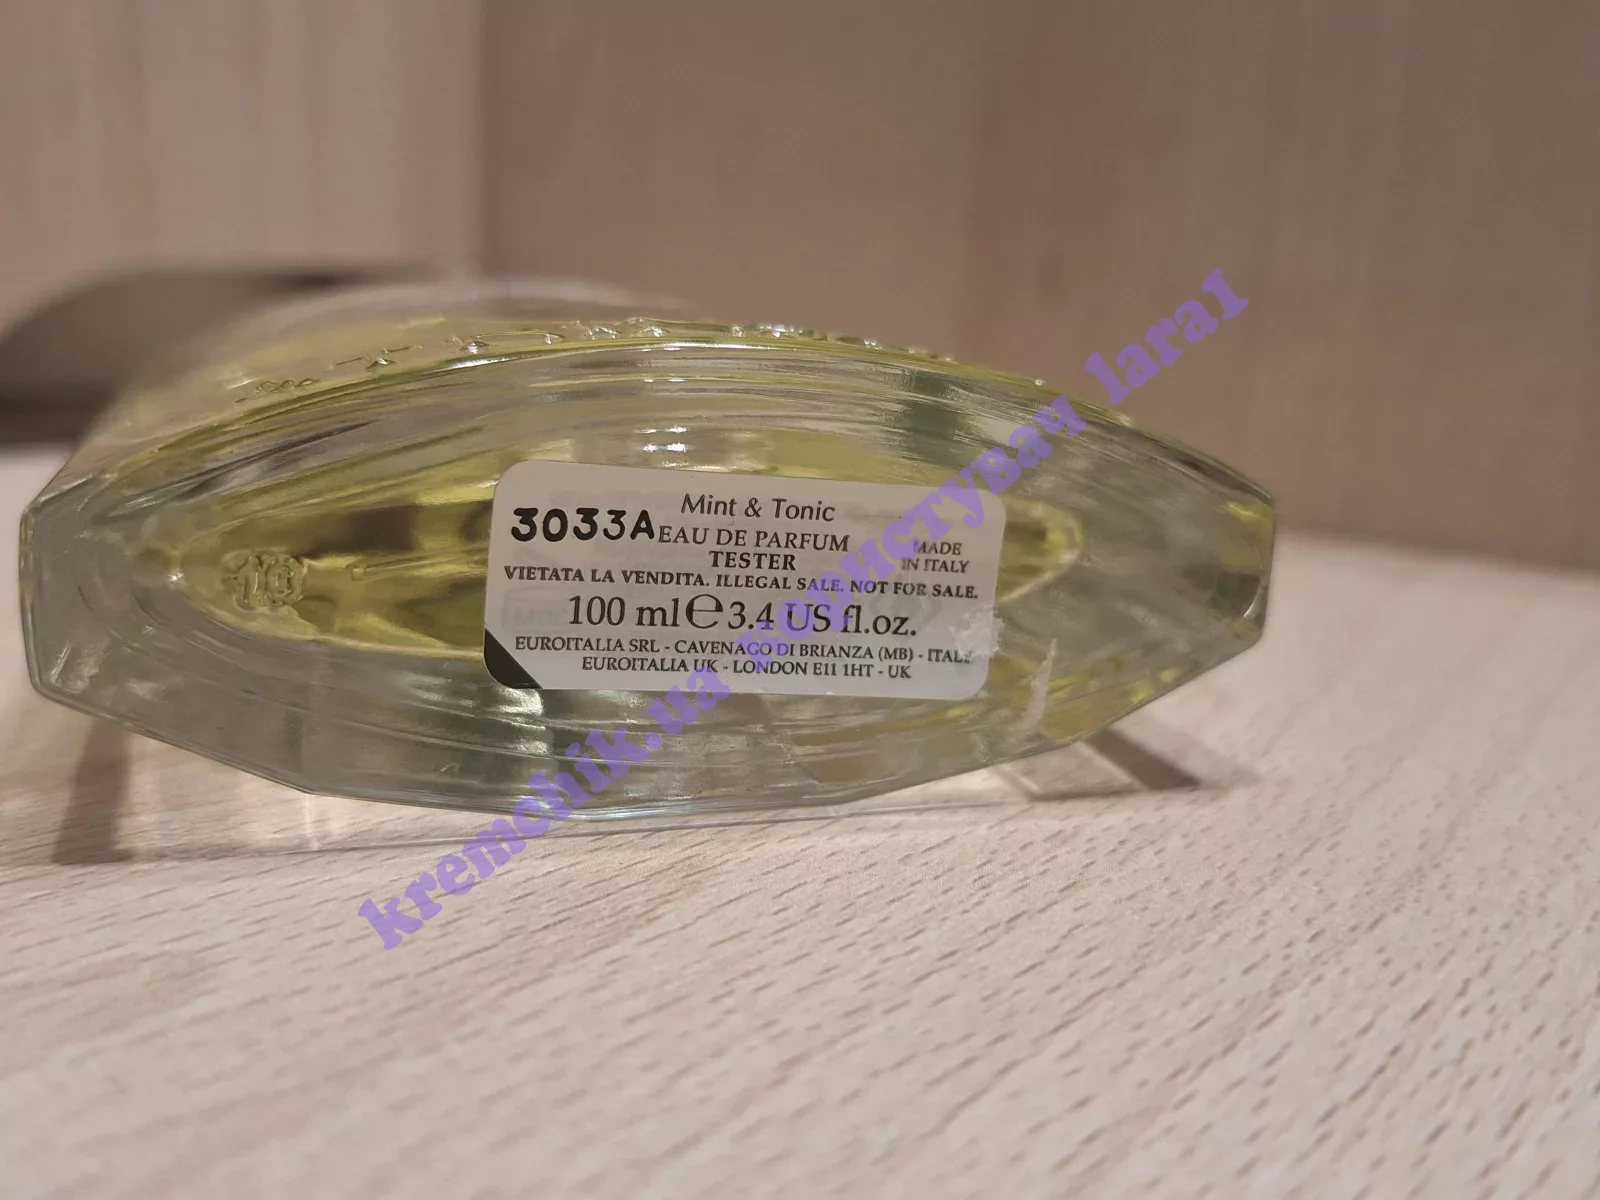 Mint & Tonic
3033A EAU DE PARFUM
TESTER
MADE
IN ITALY
VIETATA LA VENDITA. ILLEGAL SALE. NOT FOR SALE.
100 ml ℮ 3.4 US fl.oz.
EUROITALIA SRL - CAVENAGO DI BRIANZA (MB) - ITALY
EUROITALIA UK - LONDON E11 1HT - UK
kremchik.ua користувач lara1